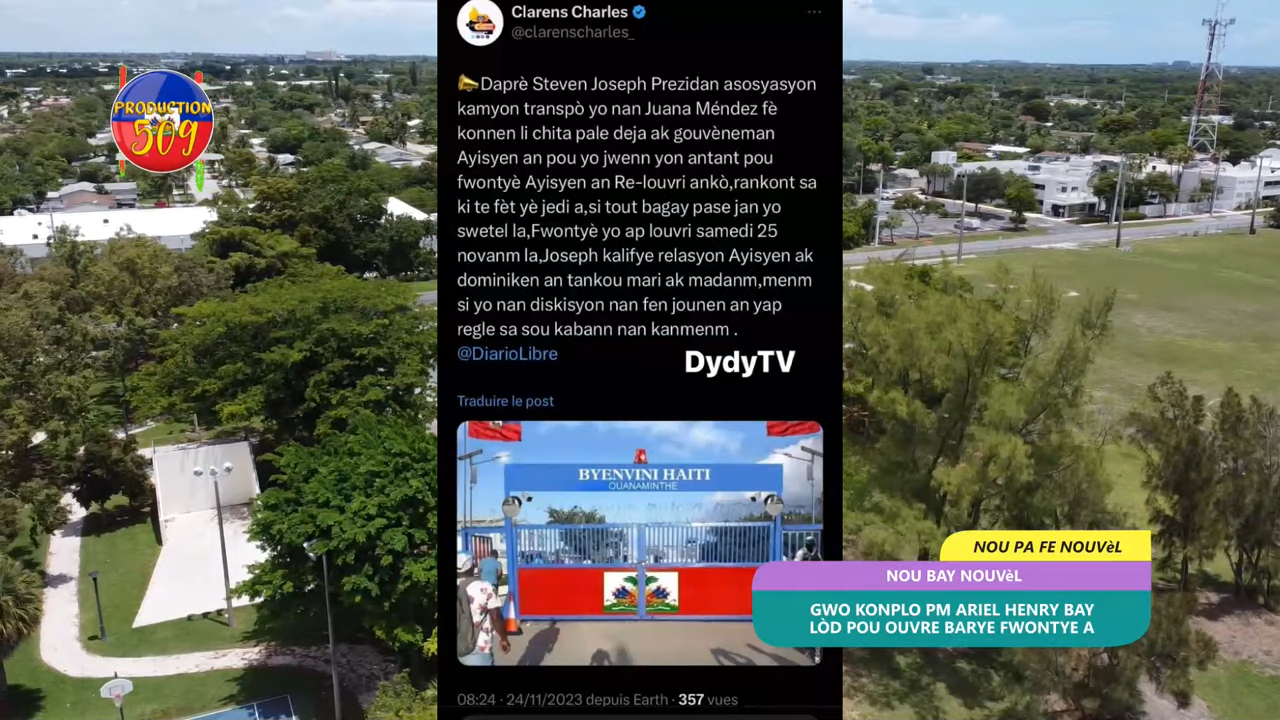 PRODUCTION
509
Clarens Charles
@clarenscharles_
Daprè Steven Joseph Prezidan asosyasyon
kamyon transpò yo nan Juana Méndez fè
konnen li chita pale deja ak gouvèneman
Ayisyen an pou yo jwenn yon antant pou
fwontyè Ayisyen an Re-louvri ankò,rankont sa
ki te fèt yè jedi a,si tout bagay pase jan yo
swetel la,Fwontyè yo ap louvri samedi 25
novanm la,Joseph kalifye relasyon Ayisyen ak
dominiken an tankou mari ak madanm,menm
si yo nan diskisyon nan fen jounen an yap
regle sa sou kabann nan kanmenm .
@DiarioLibre
DydyTV
Traduire le post
BYENVINI HAITI
OUANAMINTHE
08:24 · 24/11/2023 depuis Earth · 357 vues
NOU PA FE NOUVèL
NOU BAY NOUVèL
GWO KONPLO PM ARIEL HENRY BAY
LÒD POU OUVRE BARYE FWONTYE A